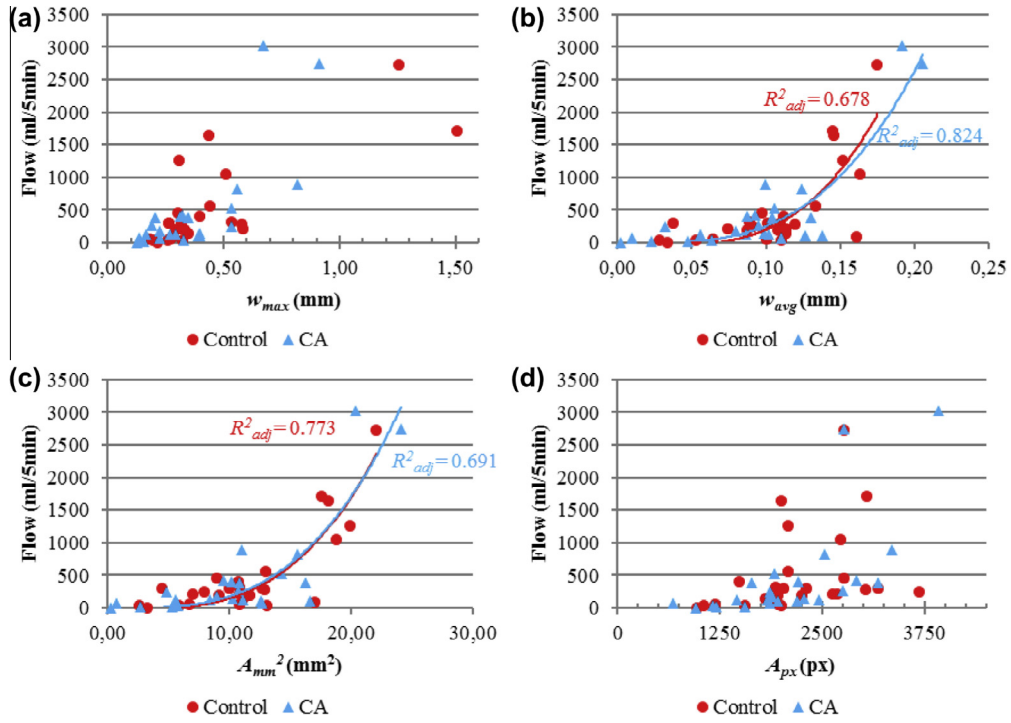 (a)
3500
3000
2500
2000
1500
1000
500
0
Flow (ml/5min)
0,00
0,50
1,00
1,50
w_max (mm)
Control CA
(b)
3500
3000
2500
2000
1500
1000
500
0
Flow (ml/5min)
R²adj=0.678
R²adj=0.824
0,00
0,05
0,10
0,15
0,20
0,25
w_avg (mm)
Control CA
(c)
3500
3000
2500
2000
1500
1000
500
0
Flow (ml/5min)
R²adj=0.773
R²adj=0.691
0,00
10,00
20,00
30,00
A_mm² (mm²)
Control CA
(d)
3500
3000
2500
2000
1500
1000
500
0
Flow (ml/5min)
0
1250
2500
3750
A_px (px)
Control CA